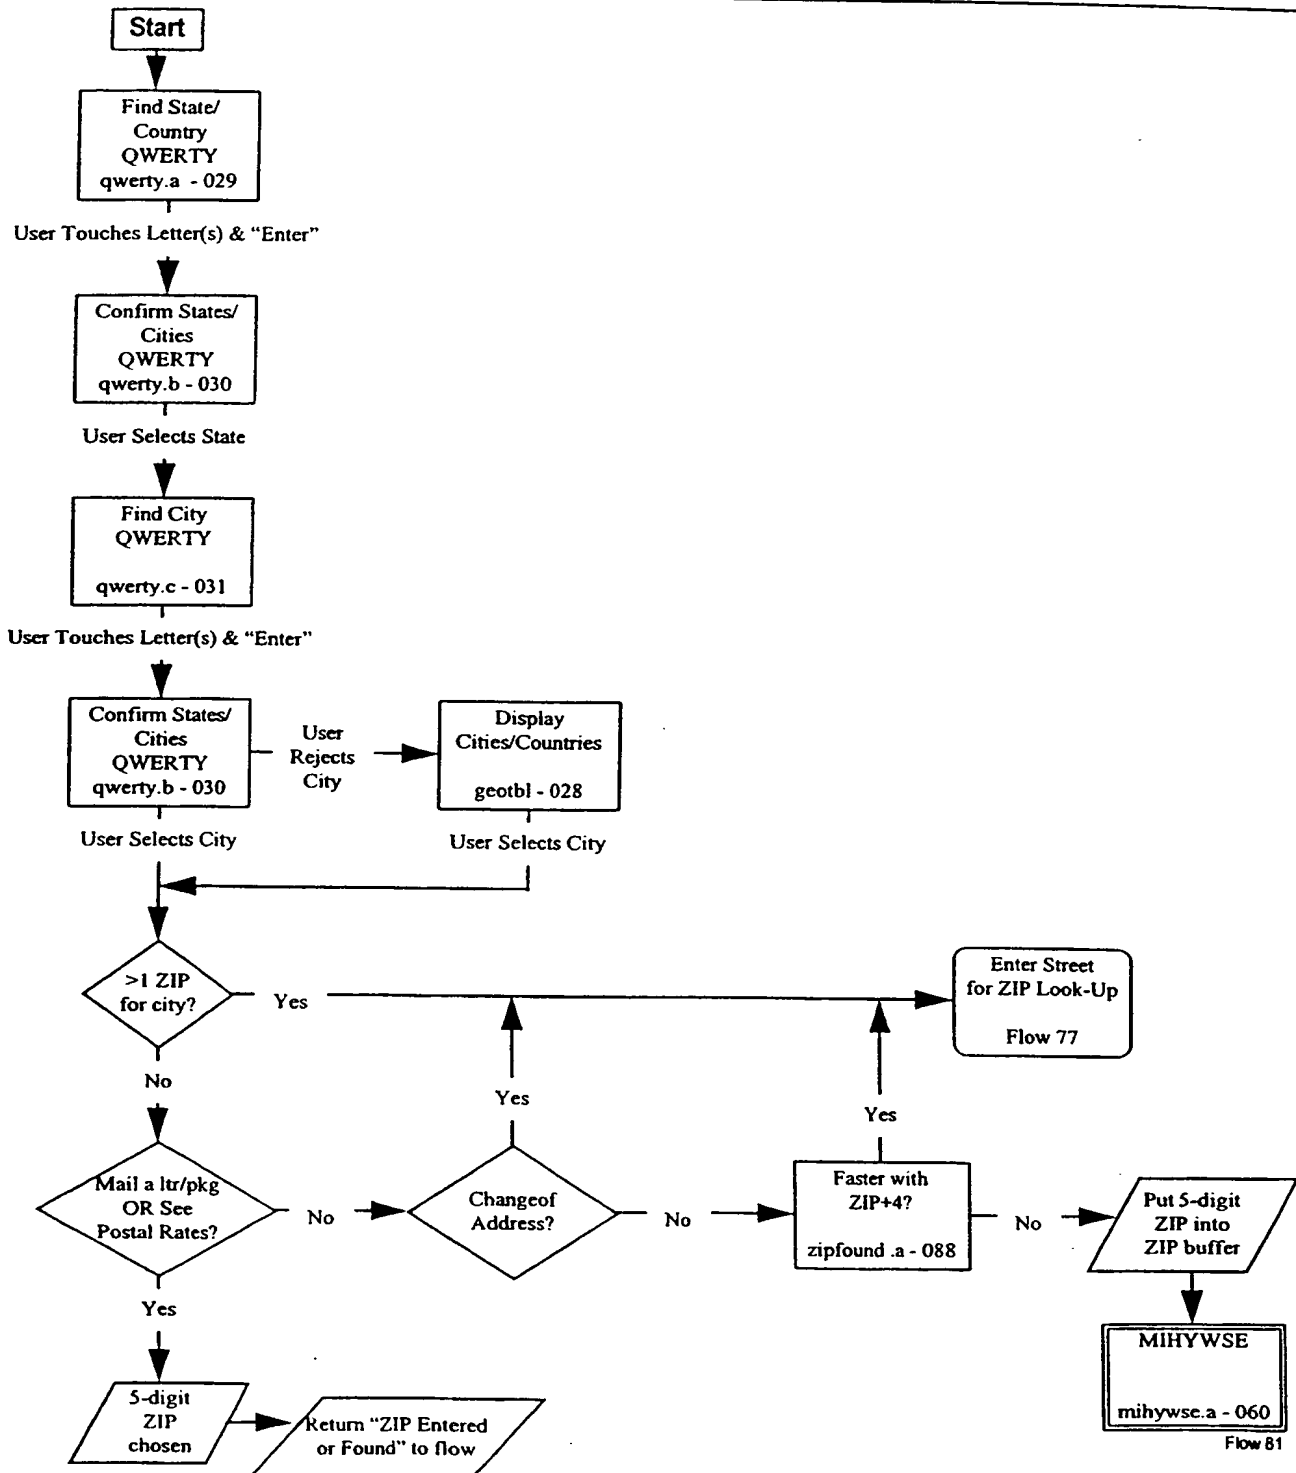 Start
Find State/
Country
QWERTY
qwerty.a - 029
User Touches Letter(s) & “Enter”
Confirm States/
Cities
QWERTY
qwerty.b - 030
User Selects State
Find City
QWERTY
qwerty.c - 031
User Touches Letter(s) & “Enter”
Confirm States/
Cities
QWERTY
qwerty.b - 030
User
Rejects
City
Display
Cities/Countries
geotbl - 028
User Selects City
User Selects City
>1 ZIP
for city?
Yes
Enter Street
for ZIP Look-Up
Flow 77
No
Yes
Yes
Mail a ltr/pkg
OR See
Postal Rates?
No
Changeof
Address?
No
Faster with
ZIP+4?
zipfound .a - 088
No
Put 5-digit
ZIP into
ZIP buffer
Yes
MIHYWSE
mihywse.a - 060
5-digit
ZIP
chosen
Return “ZIP Entered
or Found” to flow
Flow 81